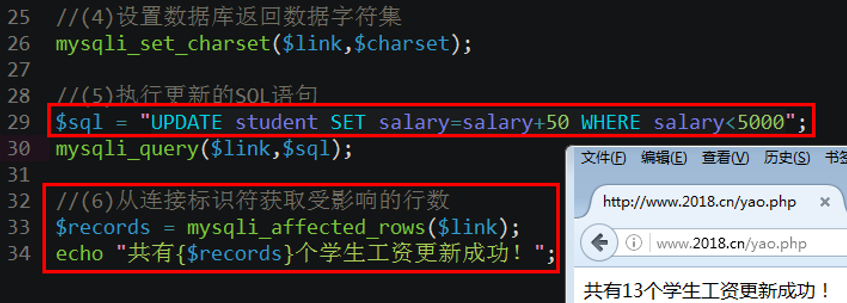 25 //(4)设置数据库返回数据字符集
26 mysqli_set_charset($link,$charset);
27
28 //(5)执行更新的SQL语句
29 $sql = "UPDATE student SET salary=salary+50 WHERE salary<5000";
30 mysqli_query($link,$sql);
31
32 //(6)从连接标识符获取受影响的行数
33 $records = mysqli_affected_rows($link);
34 echo "共有{$records}个学生工资更新成功！";
文件(F) 编辑(E) 查看(V) 历史(S) 书签
http://www.2018.cn/yao.php ×
www.2018.cn/yao.php
共有13个学生工资更新成功！